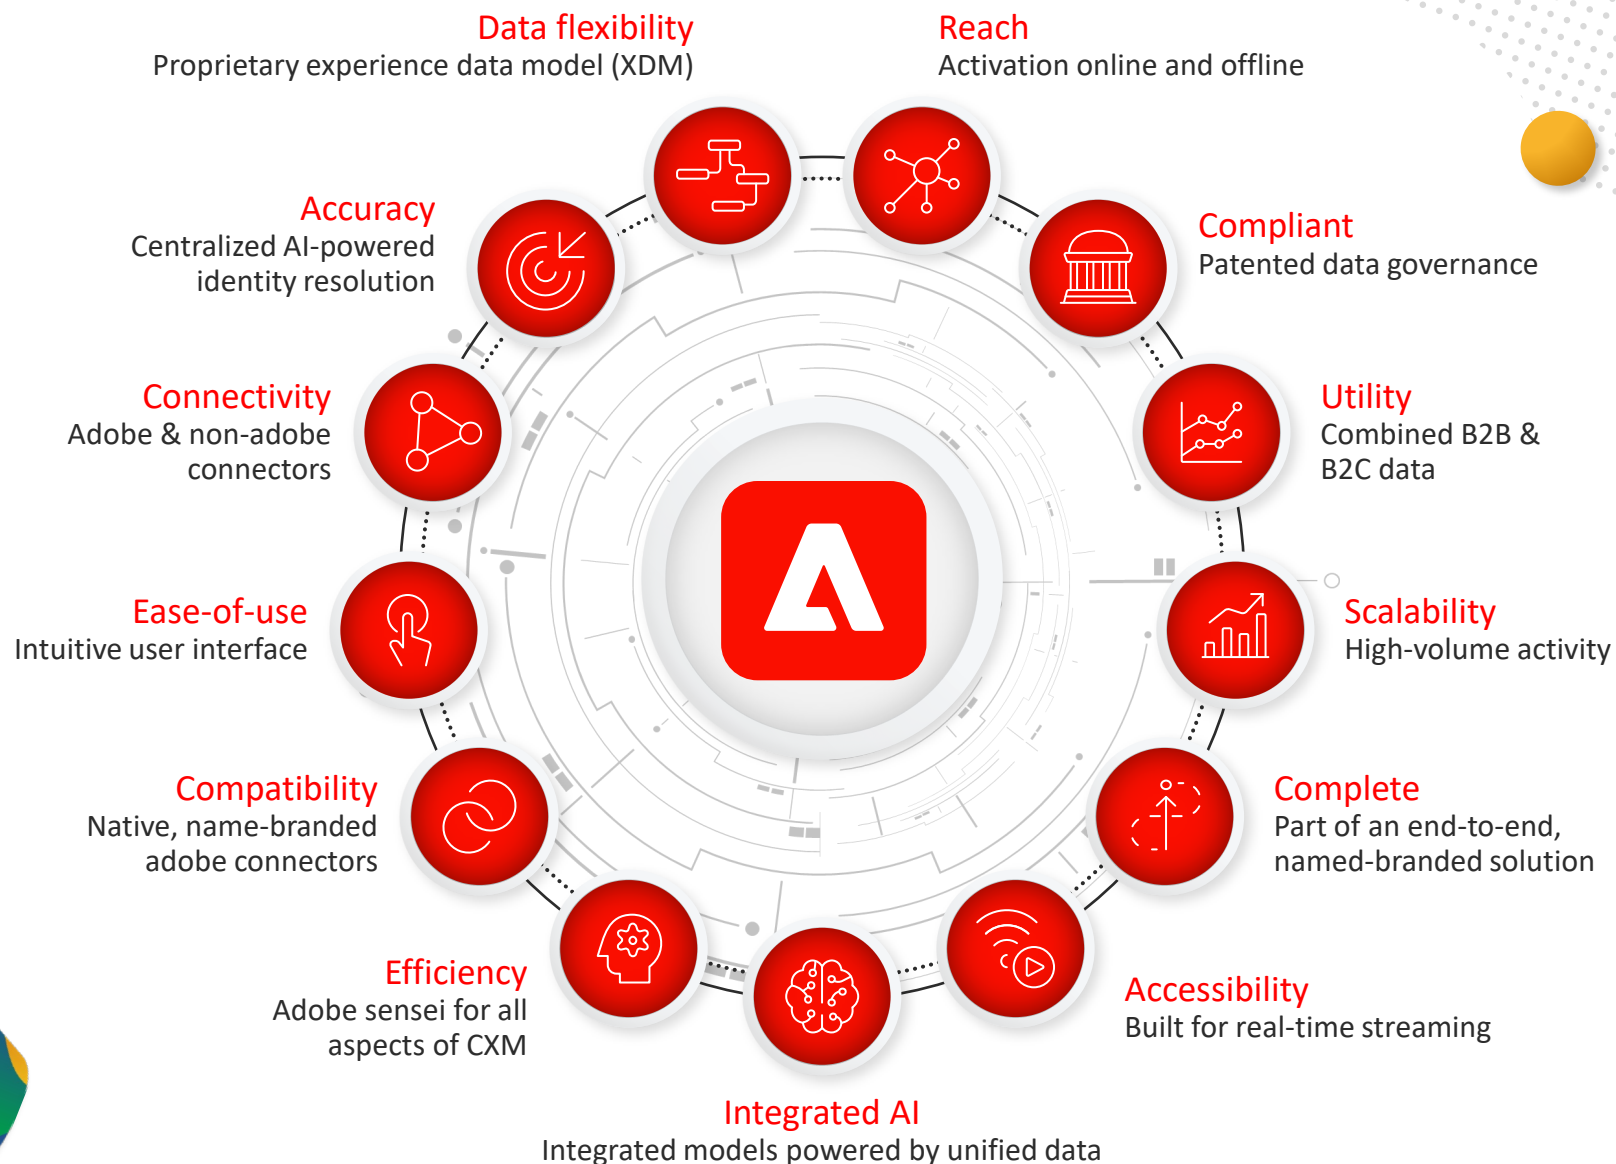 Data flexibility
Proprietary experience data model (XDM)
Reach
Activation online and offline
Accuracy
Centralized AI-powered
identity resolution
Compliant
Patented data governance
Connectivity
Adobe & non-adobe
connectors
Utility
Combined B2B &
B2C data
Ease-of-use
Intuitive user interface
Scalability
High-volume activity
Compatibility
Native, name-branded
adobe connectors
Complete
Part of an end-to-end,
named-branded solution
Efficiency
Adobe sensei for all
aspects of CXM
Accessibility
Built for real-time streaming
Integrated AI
Integrated models powered by unified data